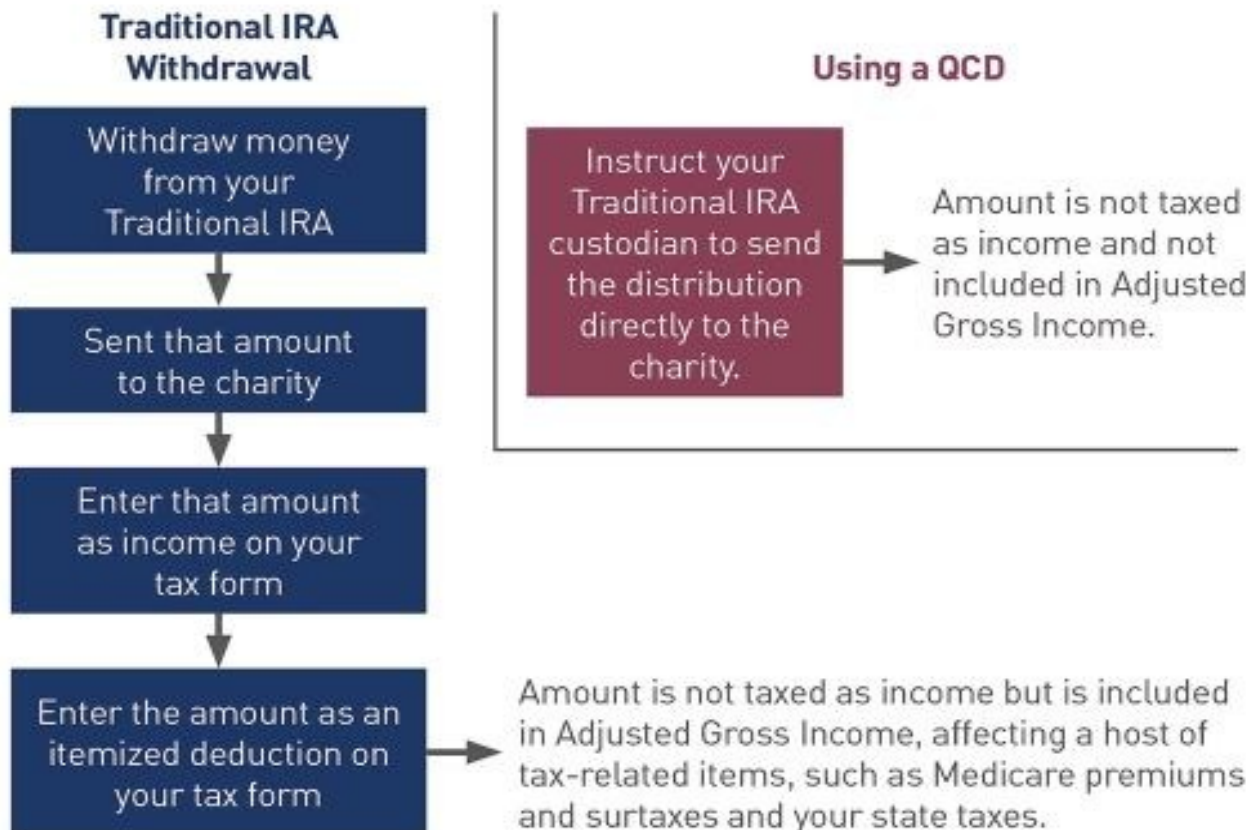 Traditional IRA
Withdrawal
Withdraw money
from your
Traditional IRA
Sent that amount
to the charity
Enter that amount
as income on your
tax form
Enter the amount as an
itemized deduction on
your tax form
Amount is not taxed as income but is included
in Adjusted Gross Income, affecting a host of
tax-related items, such as Medicare premiums
and surtaxes and your state taxes.
Using a QCD
Instruct your
Traditional IRA
custodian to send
the distribution
directly to the
charity.
Amount is not taxed
as income and not
included in Adjusted
Gross Income.